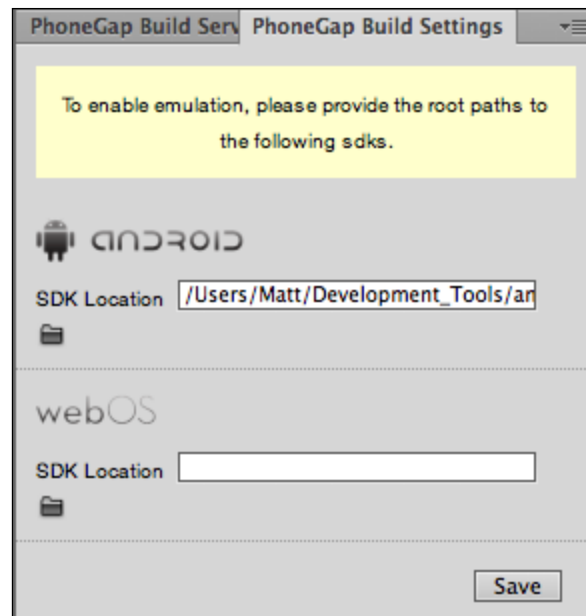 PhoneGap Build Serv PhoneGap Build Settings
To enable emulation, please provide the root paths to
the following sdks.
ANDROID
SDK Location /Users/Matt/Development_Tools/an
webOS
SDK Location
Save